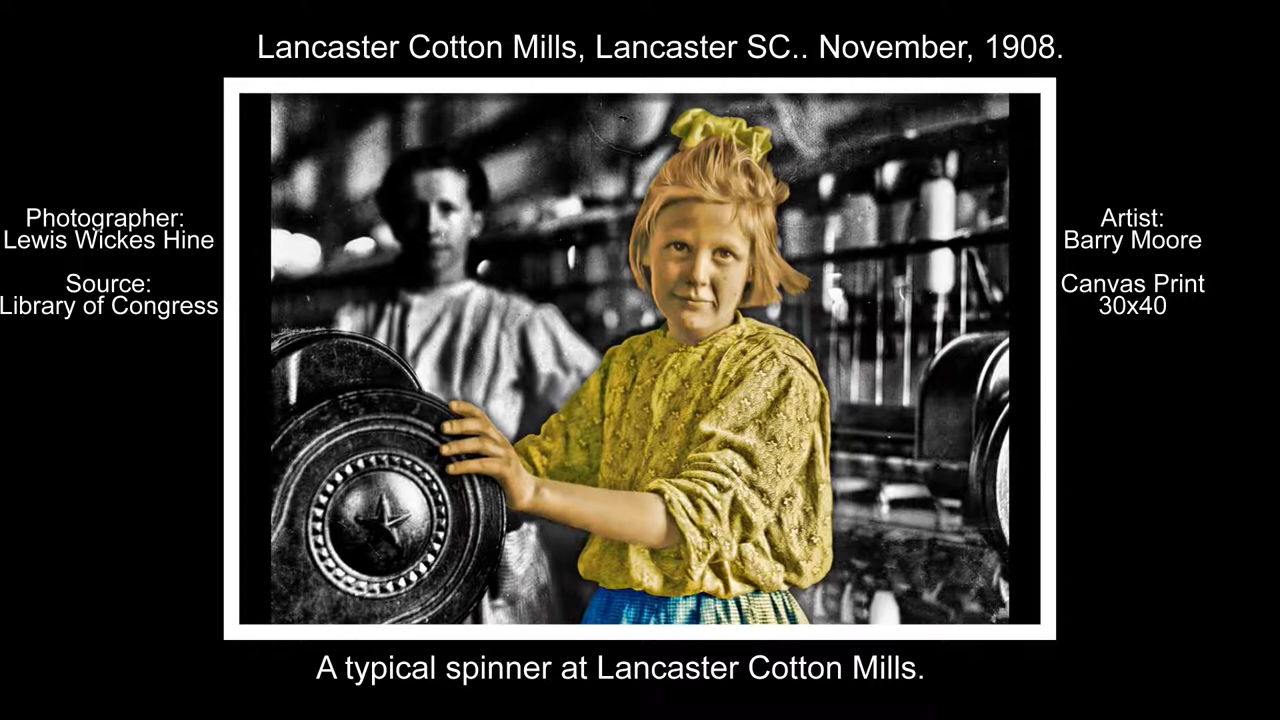 Lancaster Cotton Mills, Lancaster SC.. November, 1908.
Photographer:
Lewis Wickes Hine
Source:
Library of Congress
Artist:
Barry Moore
Canvas Print
30x40
A typical spinner at Lancaster Cotton Mills.